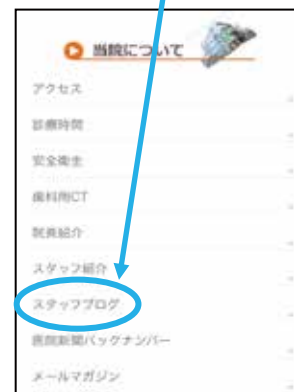 当院について
アクセス
診療時間
安全衛生
歯科用CT
院長紹介
スタッフ紹介
スタッフブログ
医院新聞バックナンバー
メールマガジン